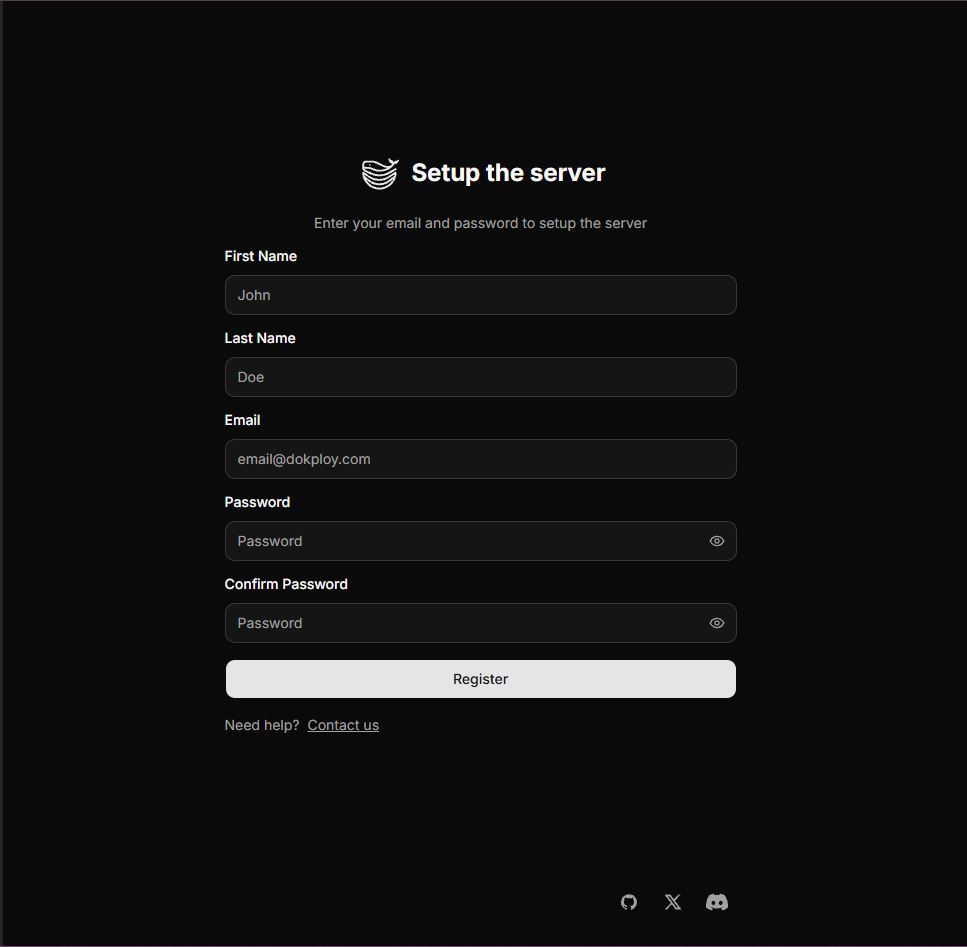 Setup the server
Enter your email and password to setup the server
First Name
John
Last Name
Doe
Email
email@dokploy.com
Password
Password
Confirm Password
Password
Register
Need help? Contact us